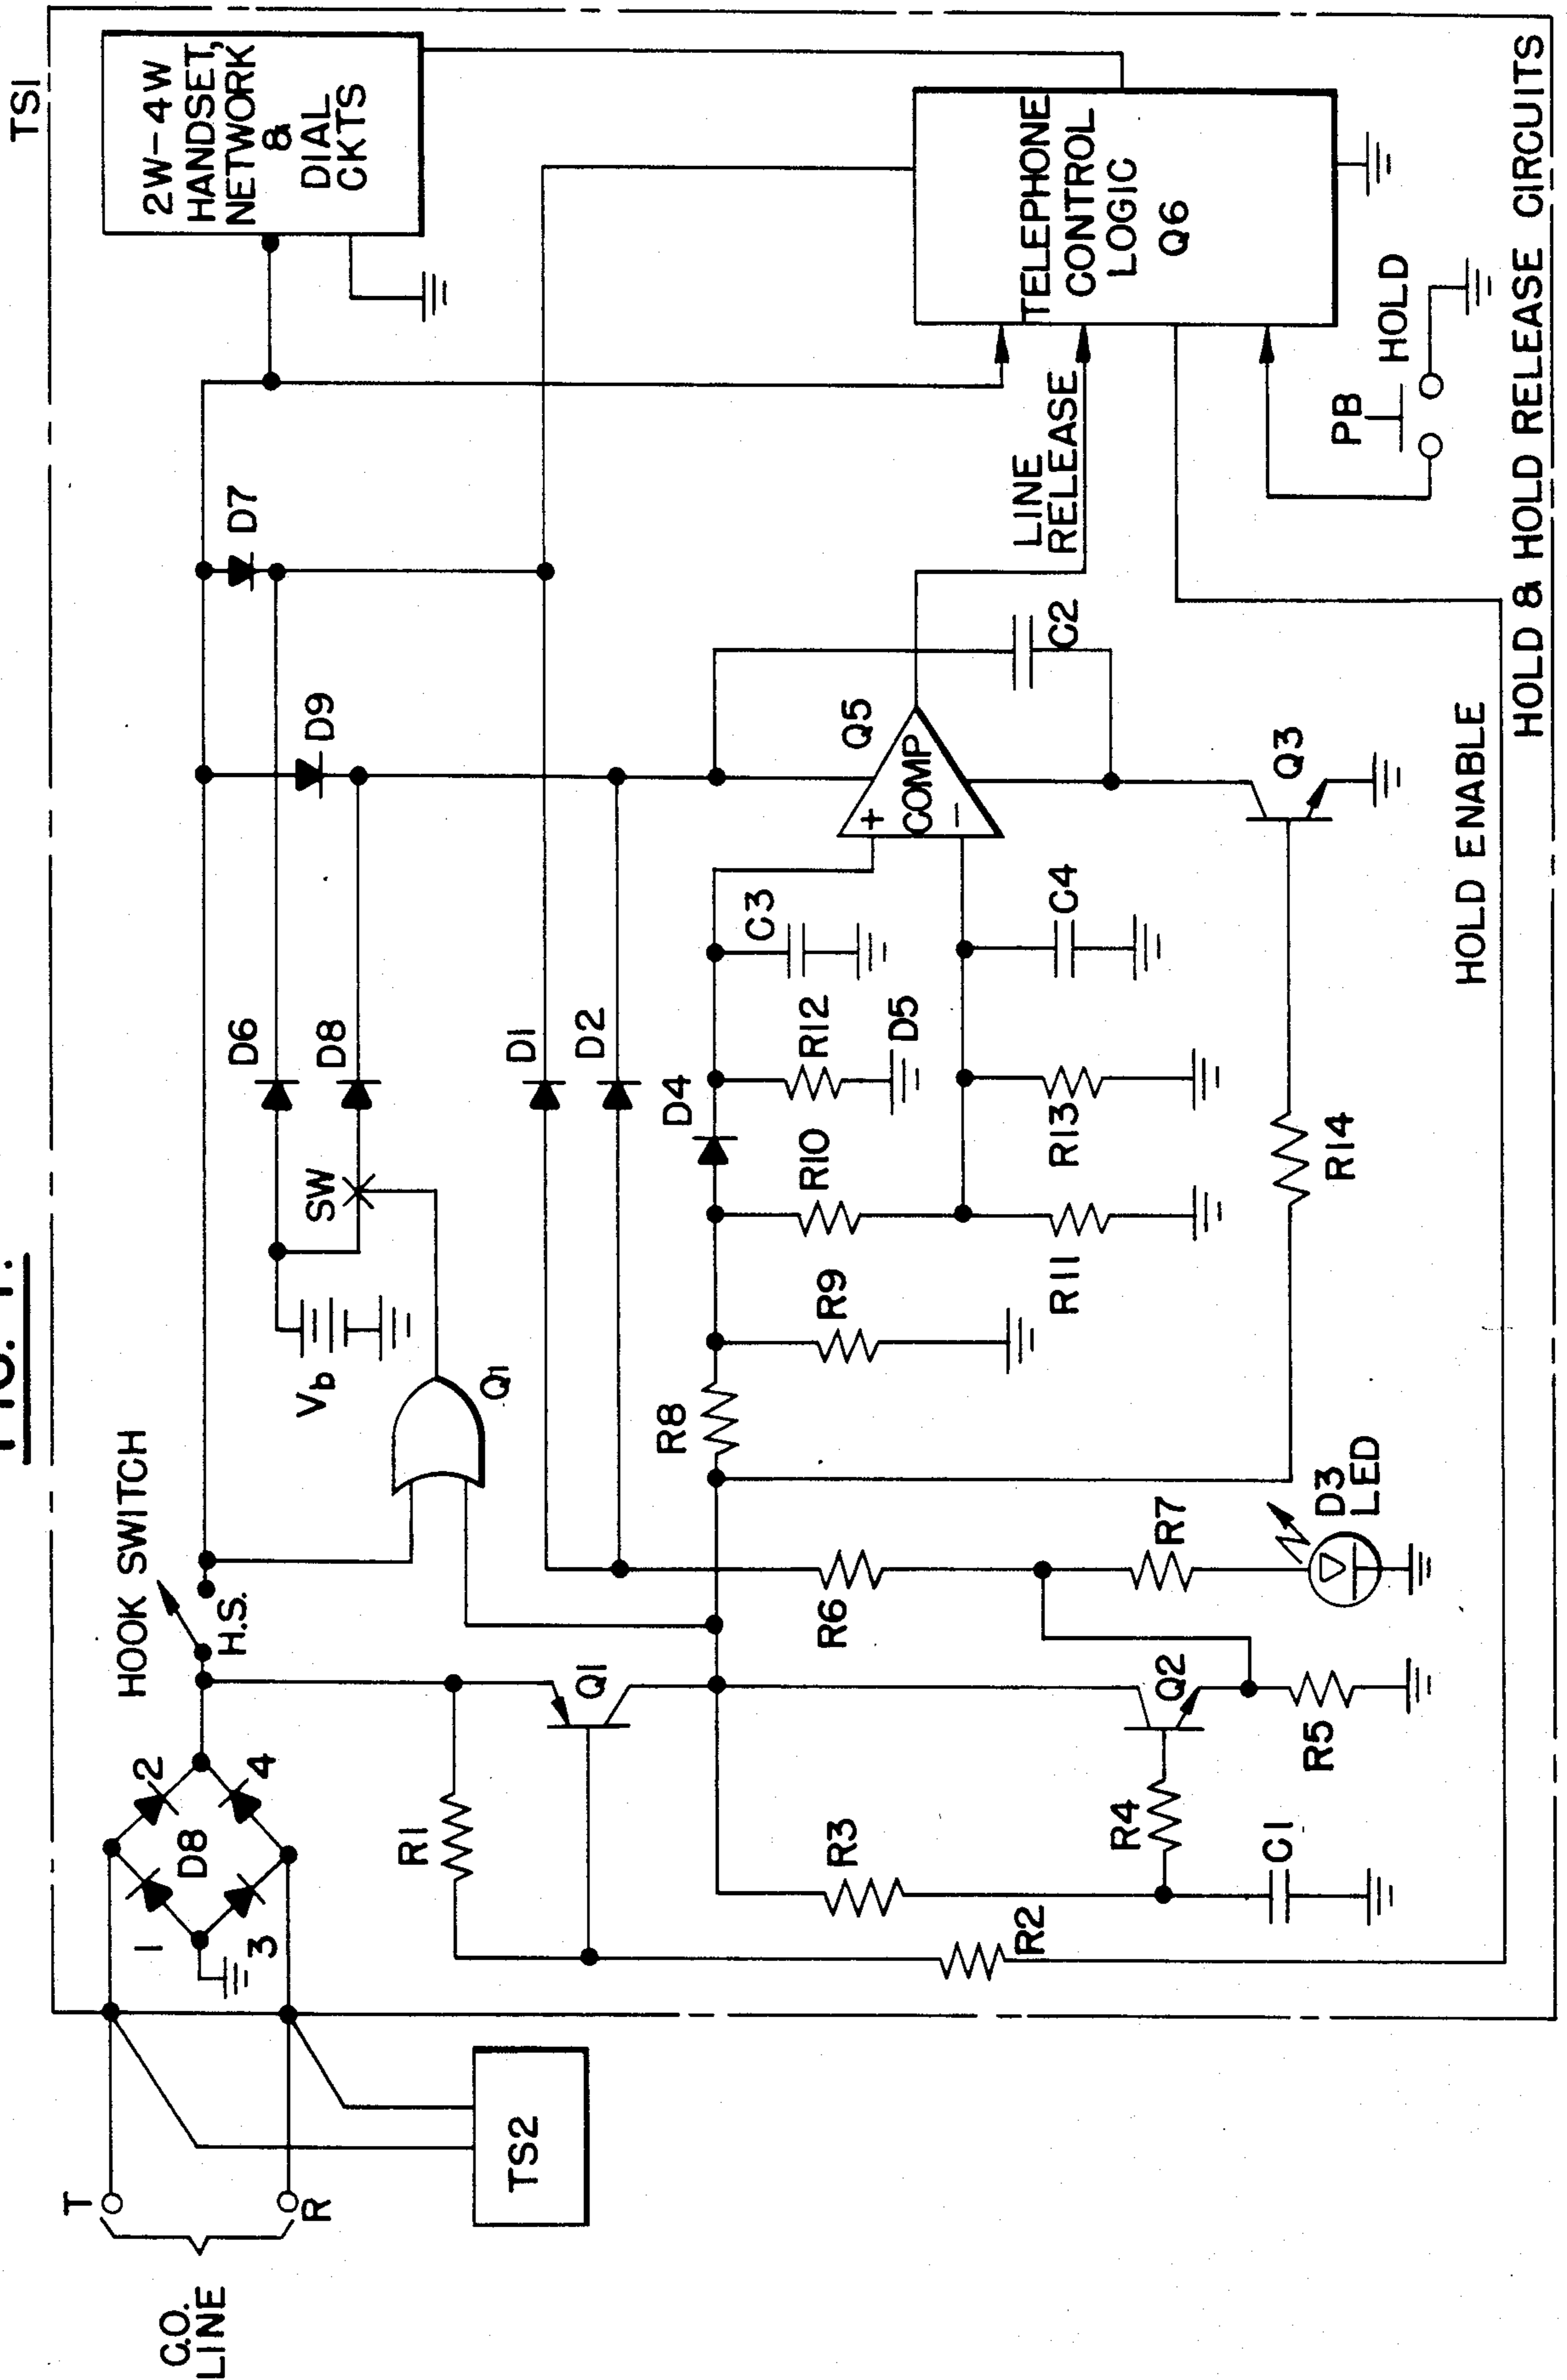 TS1
HOOK SWITCH
H.S.
2W-4W
HANDSET,
NETWORK
&
DIAL
CKTS
T
R
C.O.
LINE
TS2
1
2
3
4
D8
Vb
SW
D6
D8
D9
D7
Q1
R1
Q1
D1
D2
R8
D4
R9
R10
R12
D5
C3
COMP
+
−
Q5
C2
LINE
RELEASE
TELEPHONE
CONTROL
LOGIC
Q6
R3
R6
R11
R13
C4
R2
R4
C1
Q2
R5
R7
D3
LED
R14
Q3
PB
HOLD
HOLD ENABLE
HOLD & HOLD RELEASE CIRCUITS